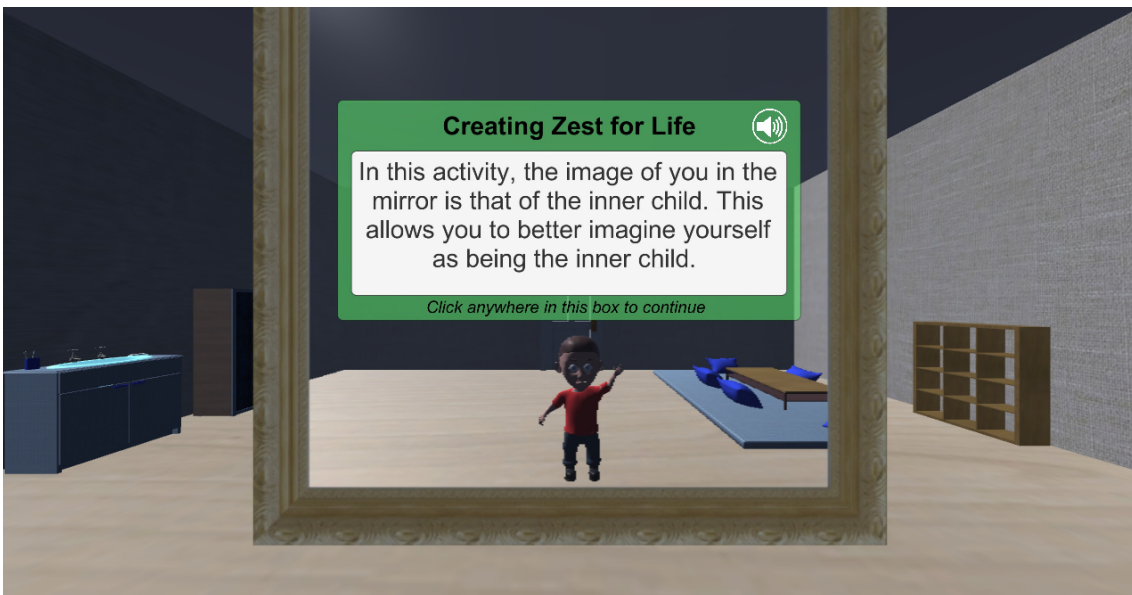 Creating Zest for Life
In this activity, the image of you in the
mirror is that of the inner child. This
allows you to better imagine yourself
as being the inner child.
Click anywhere in this box to continue